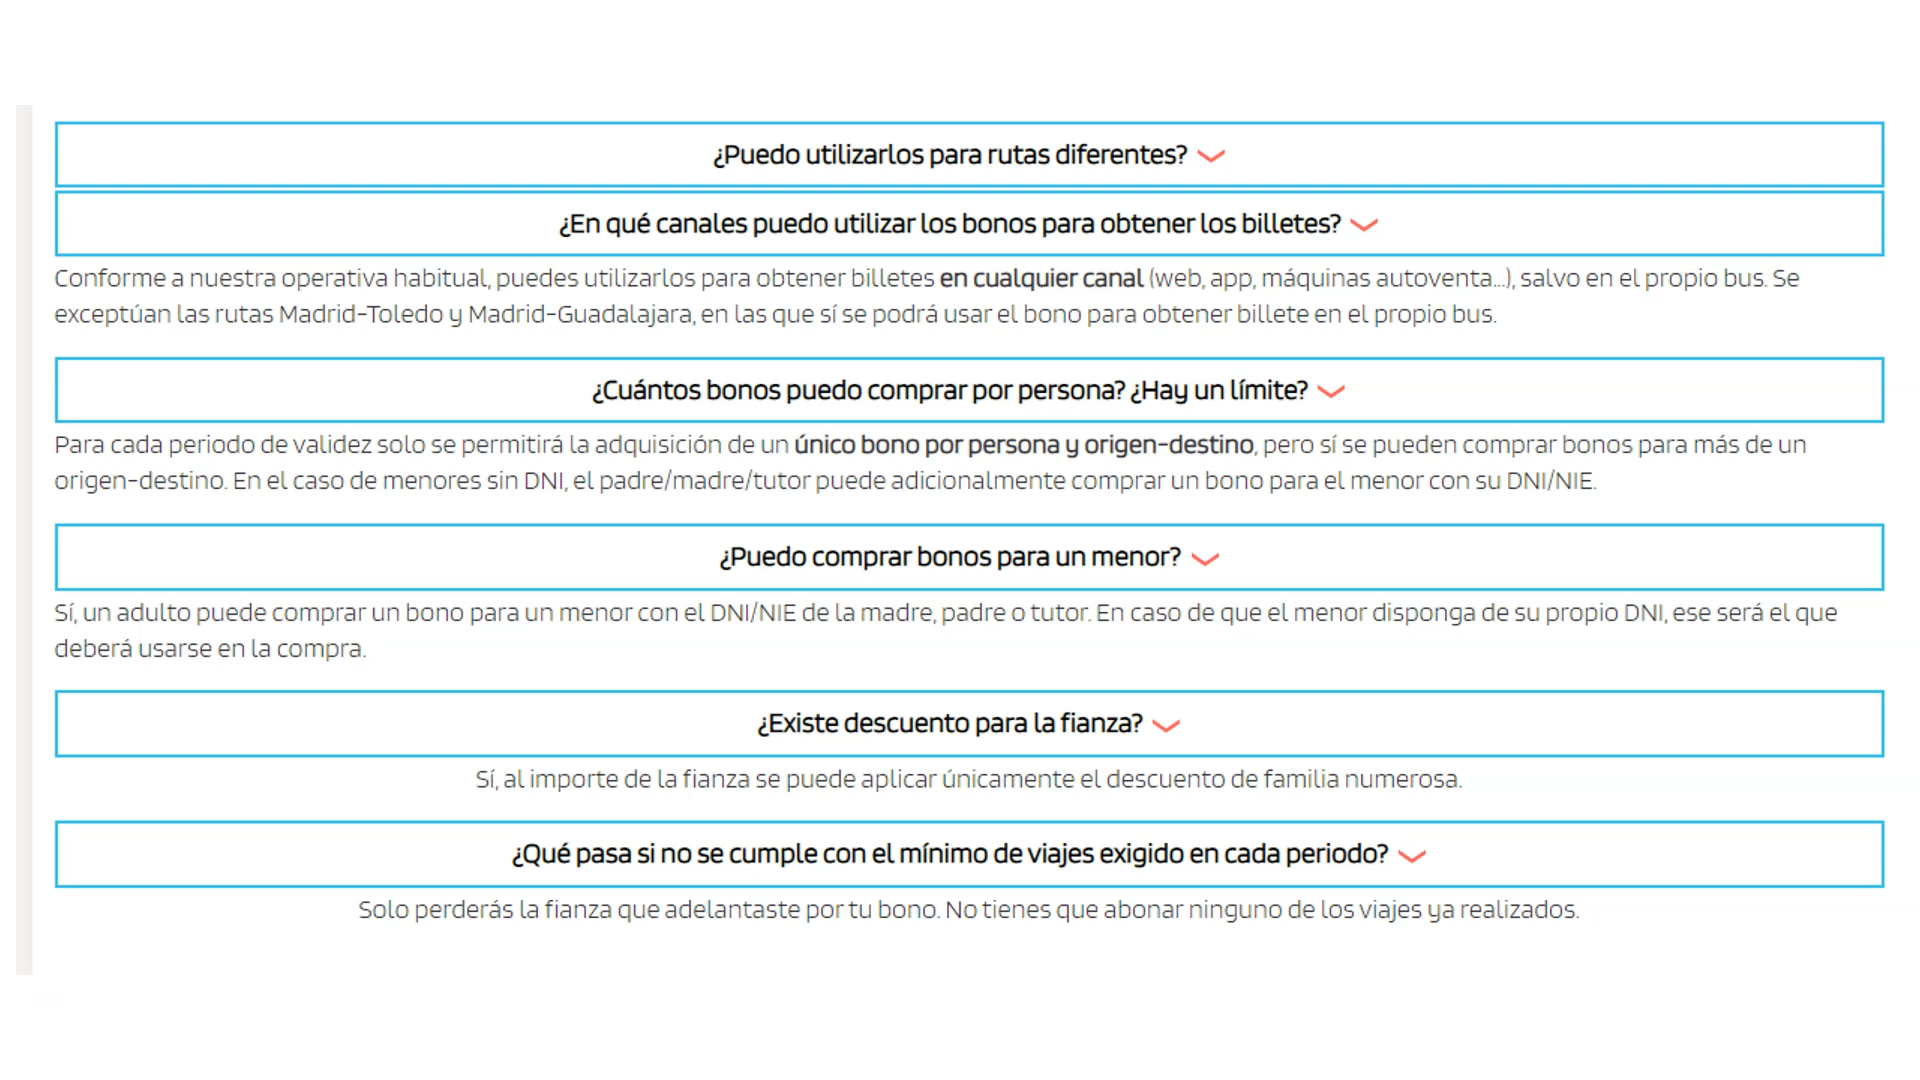 ¿Puedo utilizarlos para rutas diferentes?
¿En qué canales puedo utilizar los bonos para obtener los billetes?
Conforme a nuestra operativa habitual, puedes utilizarlos para obtener billetes en cualquier canal (web, app, máquinas autoventa...), salvo en el propio bus. Se
exceptúan las rutas Madrid-Toledo y Madrid-Guadalajara, en las que sí se podrá usar el bono para obtener billete en el propio bus.
¿Cuántos bonos puedo comprar por persona? ¿Hay un límite?
Para cada periodo de validez solo se permitirá la adquisición de un único bono por persona y origen-destino, pero sí se pueden comprar bonos para más de un
origen-destino. En el caso de menores sin DNI, el padre/madre/tutor puede adicionalmente comprar un bono para el menor con su DNI/NIE.
¿Puedo comprar bonos para un menor?
Sí, un adulto puede comprar un bono para un menor con el DNI/NIE de la madre, padre o tutor. En caso de que el menor disponga de su propio DNI, ese será el que
deberá usarse en la compra.
¿Existe descuento para la fianza?
Sí, al importe de la fianza se puede aplicar únicamente el descuento de familia numerosa.
¿Qué pasa si no se cumple con el mínimo de viajes exigido en cada periodo?
Solo perderás la fianza que adelantaste por tu bono. No tienes que abonar ninguno de los viajes ya realizados.